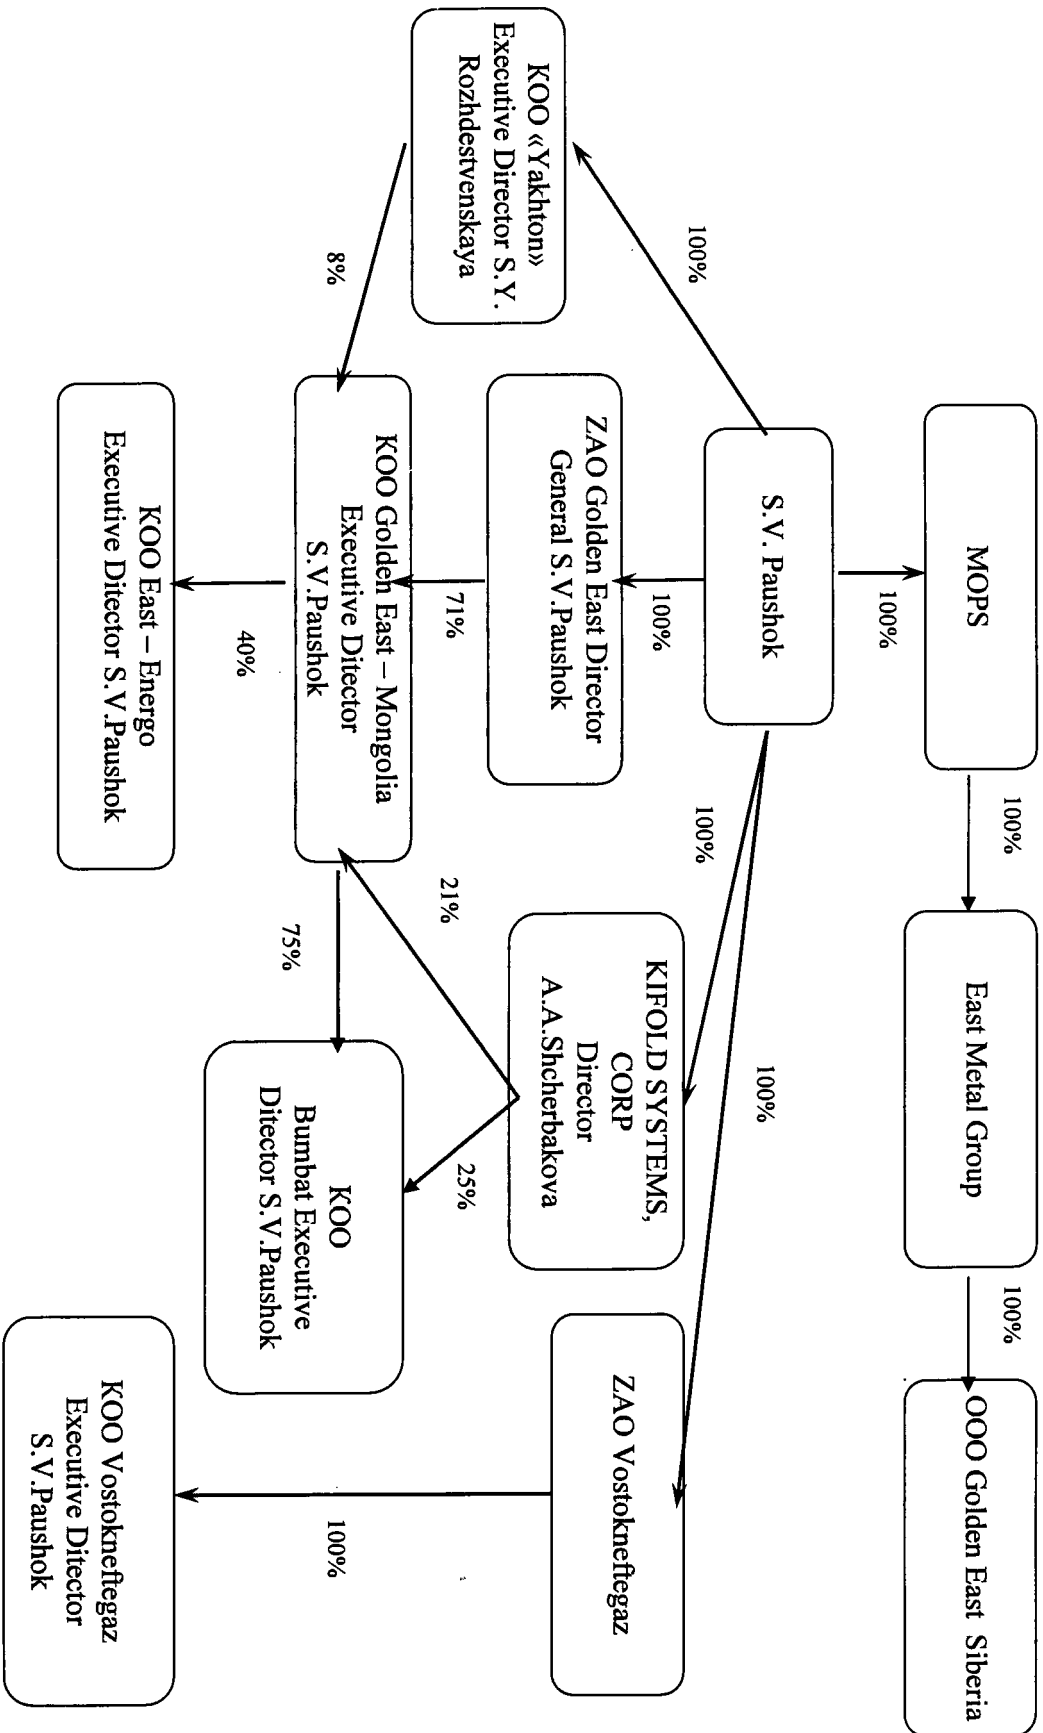 MOPS
100%
East Metal Group
100%
OOO Golden East Siberia
100%
S.V. Paushok
100%
100%
100%
100%
KOO «Yakhton»
Executive Director S.Y.
Rozhdestvenskaya
ZAO Golden East Director
General S.V.Paushok
KIFOLD SYSTEMS,
CORP
Director
A.A.Shcherbakova
ZAO Vostokneftegaz
8%
71%
21%
25%
100%
KOO Golden East – Mongolia
Executive Ditector
S.V.Paushok
75%
KOO
Bumbat Executive
Ditector S.V.Paushok
40%
KOO East – Energo
Executive Ditector S.V.Paushok
KOO Vostokneftegaz
Executive Ditector
S.V.Paushok